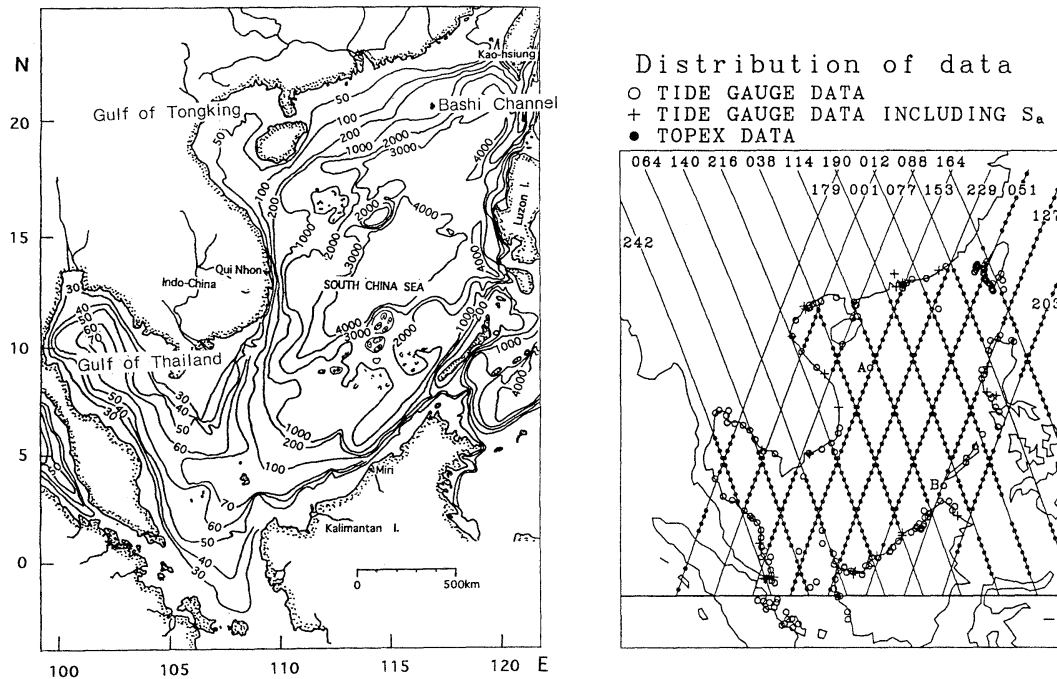 N
Kao-hsiung
50
Gulf of Tongking
Bashi Channel
100
20
50
200
2000
1000
3000
4000
100
200
Luzon I.
2000
4000
1000
2000
15
3000
4000
Qui Nhon
Indo-China
SOUTH CHINA SEA
30
40
50
60
70
4000
3000
1000
200
2000
1000
10
Gulf of Thailand
4000
50
60
40
30
40
50
1000
200
60
5
100
Miri
70
60
50
Kalimantan I.
40
30
0
0 500km
100 105 110 115 120 E
Distribution of data
○ TIDE GAUGE DATA
+ TIDE GAUGE DATA INCLUDING Sa
● TOPEX DATA
064 140 216 038 114 190 012 088 164
179 001 077 153 229 051
127
242
203
A
B